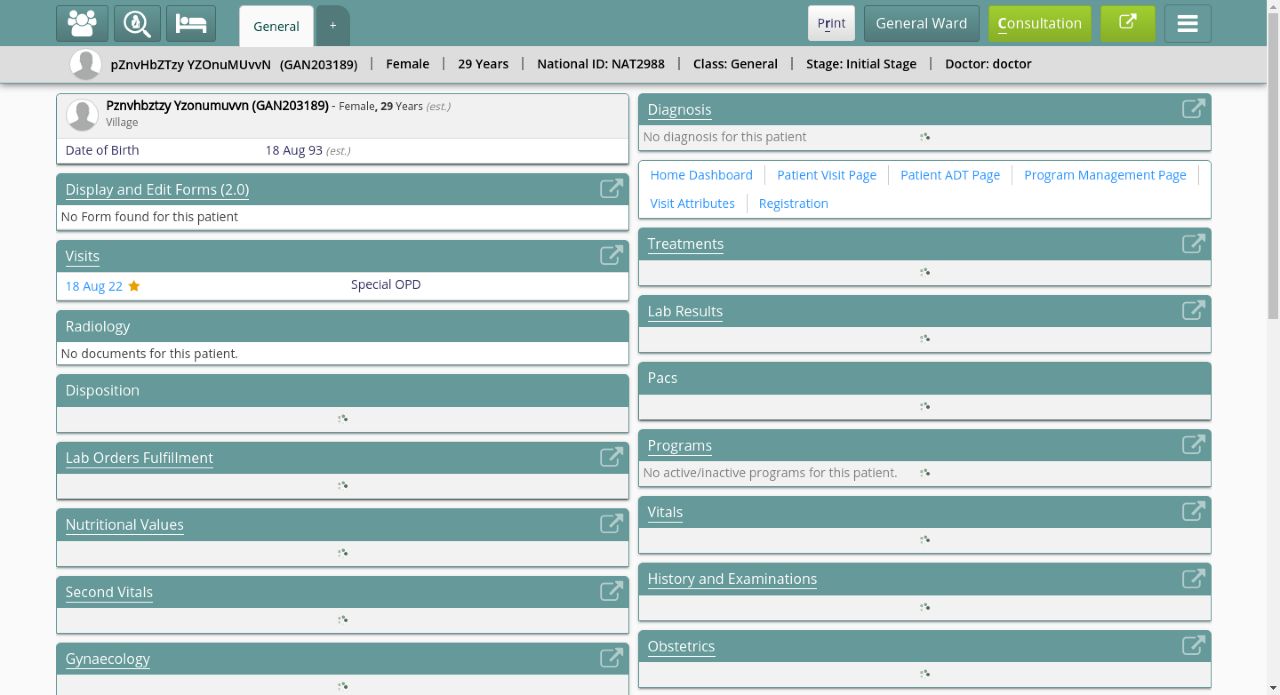 General
+
Print
General Ward
Consultation
pZnvHbZTzy YZOnuMUvvN (GAN203189) | Female | 29 Years | National ID: NAT2988 | Class: General | Stage: Initial Stage | Doctor: doctor
Pznvhbztzy Yzonumuvvn (GAN203189) - Female, 29 Years (est.)
Village
Date of Birth 18 Aug 93 (est.)
Display and Edit Forms (2.0)
No Form found for this patient
Visits
18 Aug 22 Special OPD
Radiology
No documents for this patient.
Disposition
Lab Orders Fulfillment
Nutritional Values
Second Vitals
Gynaecology
Diagnosis
No diagnosis for this patient
Home Dashboard Patient Visit Page Patient ADT Page Program Management Page
Visit Attributes Registration
Treatments
Lab Results
Pacs
Programs
No active/inactive programs for this patient.
Vitals
History and Examinations
Obstetrics